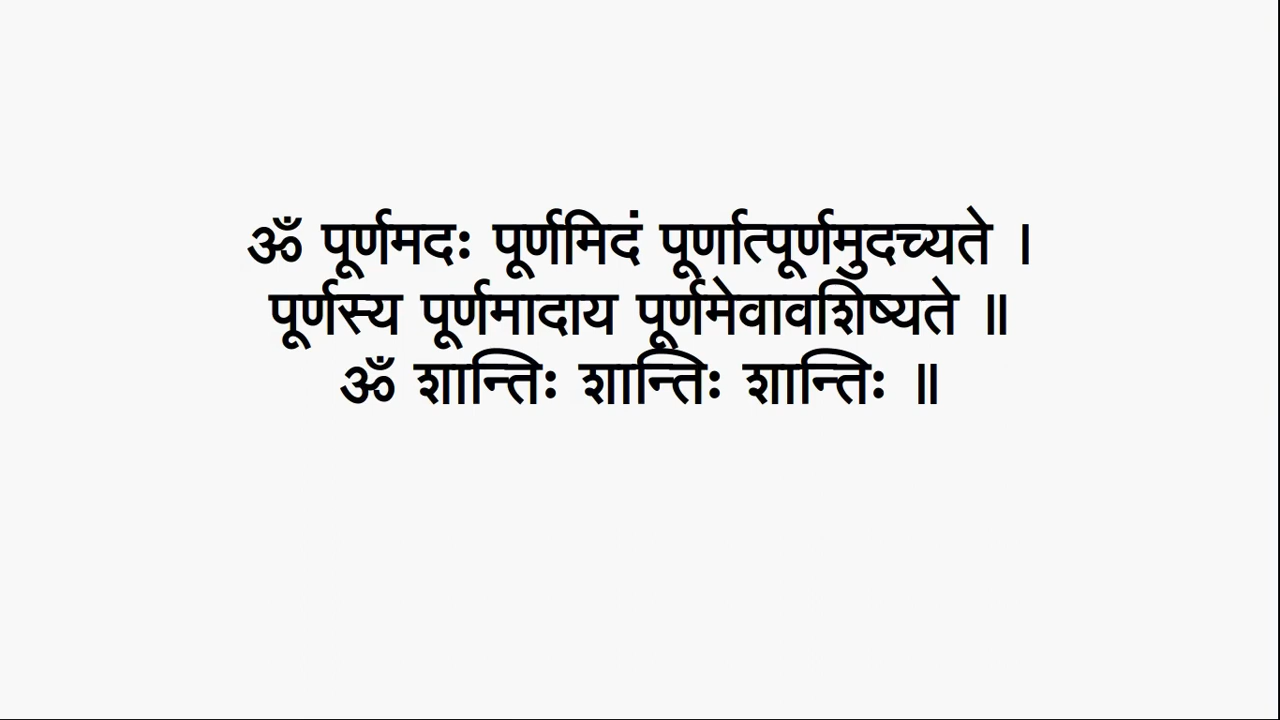 ॐ पूर्णमदः पूर्णमिदं पूर्णात्पूर्णमुदच्यते ।
पूर्णस्य पूर्णमादाय पूर्णमेवावशिष्यते ॥
ॐ शान्तिः शान्तिः शान्तिः ॥